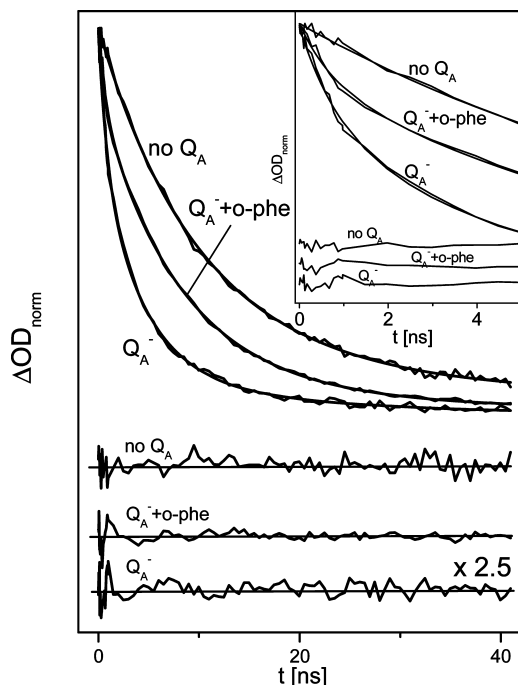 ΔOD_norm
no Q_A
Q_A^-+o-phe
Q_A^-
no Q_A
Q_A^-+o-phe
Q_A^-
x 2.5
0
20
40
t [ns]
ΔOD_norm
no Q_A
Q_A^-+o-phe
Q_A^-
no Q_A
Q_A^-+o-phe
Q_A^-
0
2
4
t [ns]